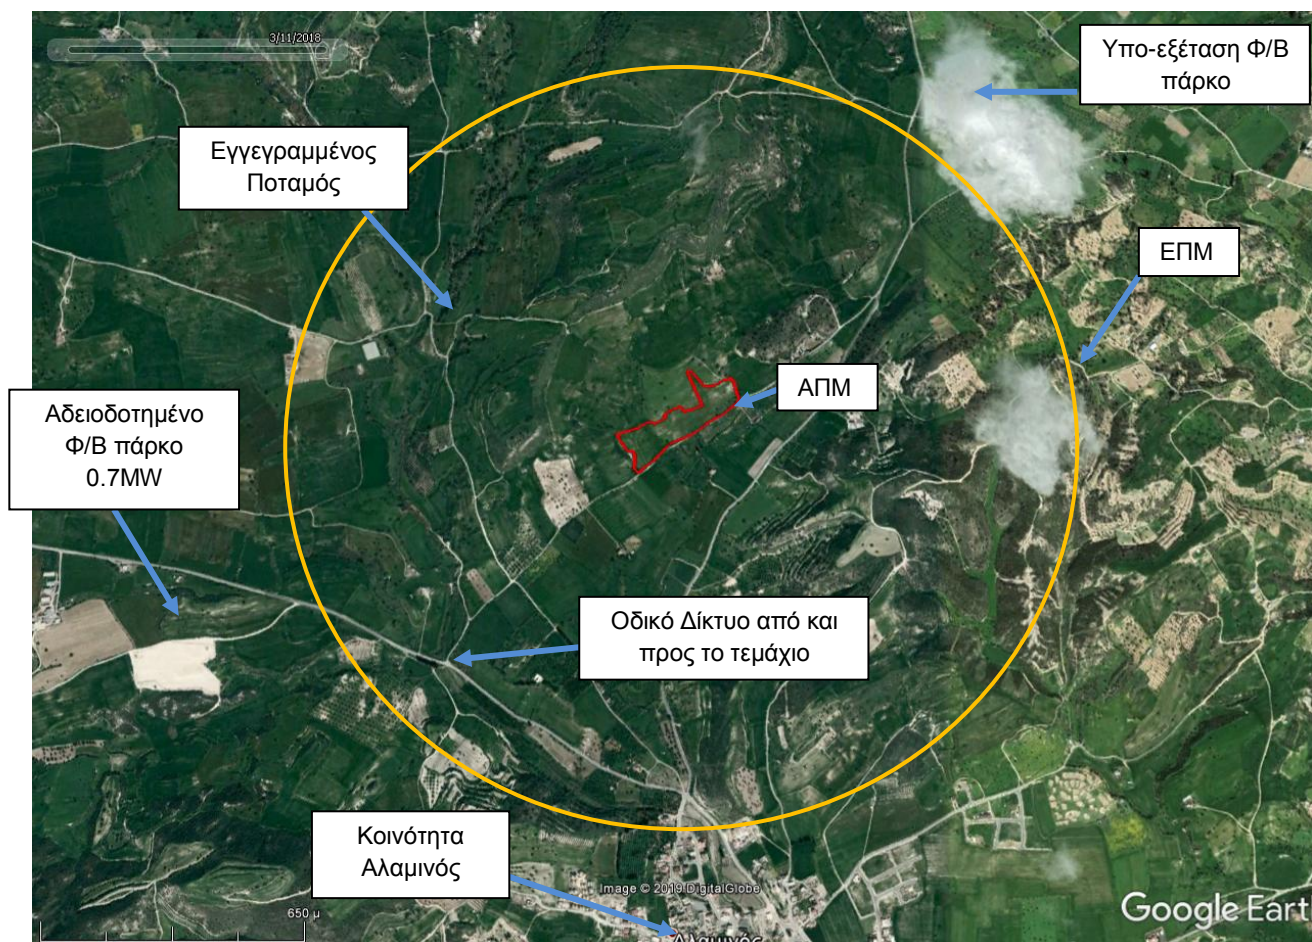 3/11/2018
Υπο-εξέταση Φ/Β
πάρκο
Εγγεγραμμένος
Ποταμός
ΕΠΜ
ΑΠΜ
Αδειοδοτημένο
Φ/Β πάρκο
0.7MW
Οδικό Δίκτυο από και
προς το τεμάχιο
Κοινότητα
Αλαμινός
Image © 2019 DigitalGlobe
650 μ
Google Eart
Αλαμινός